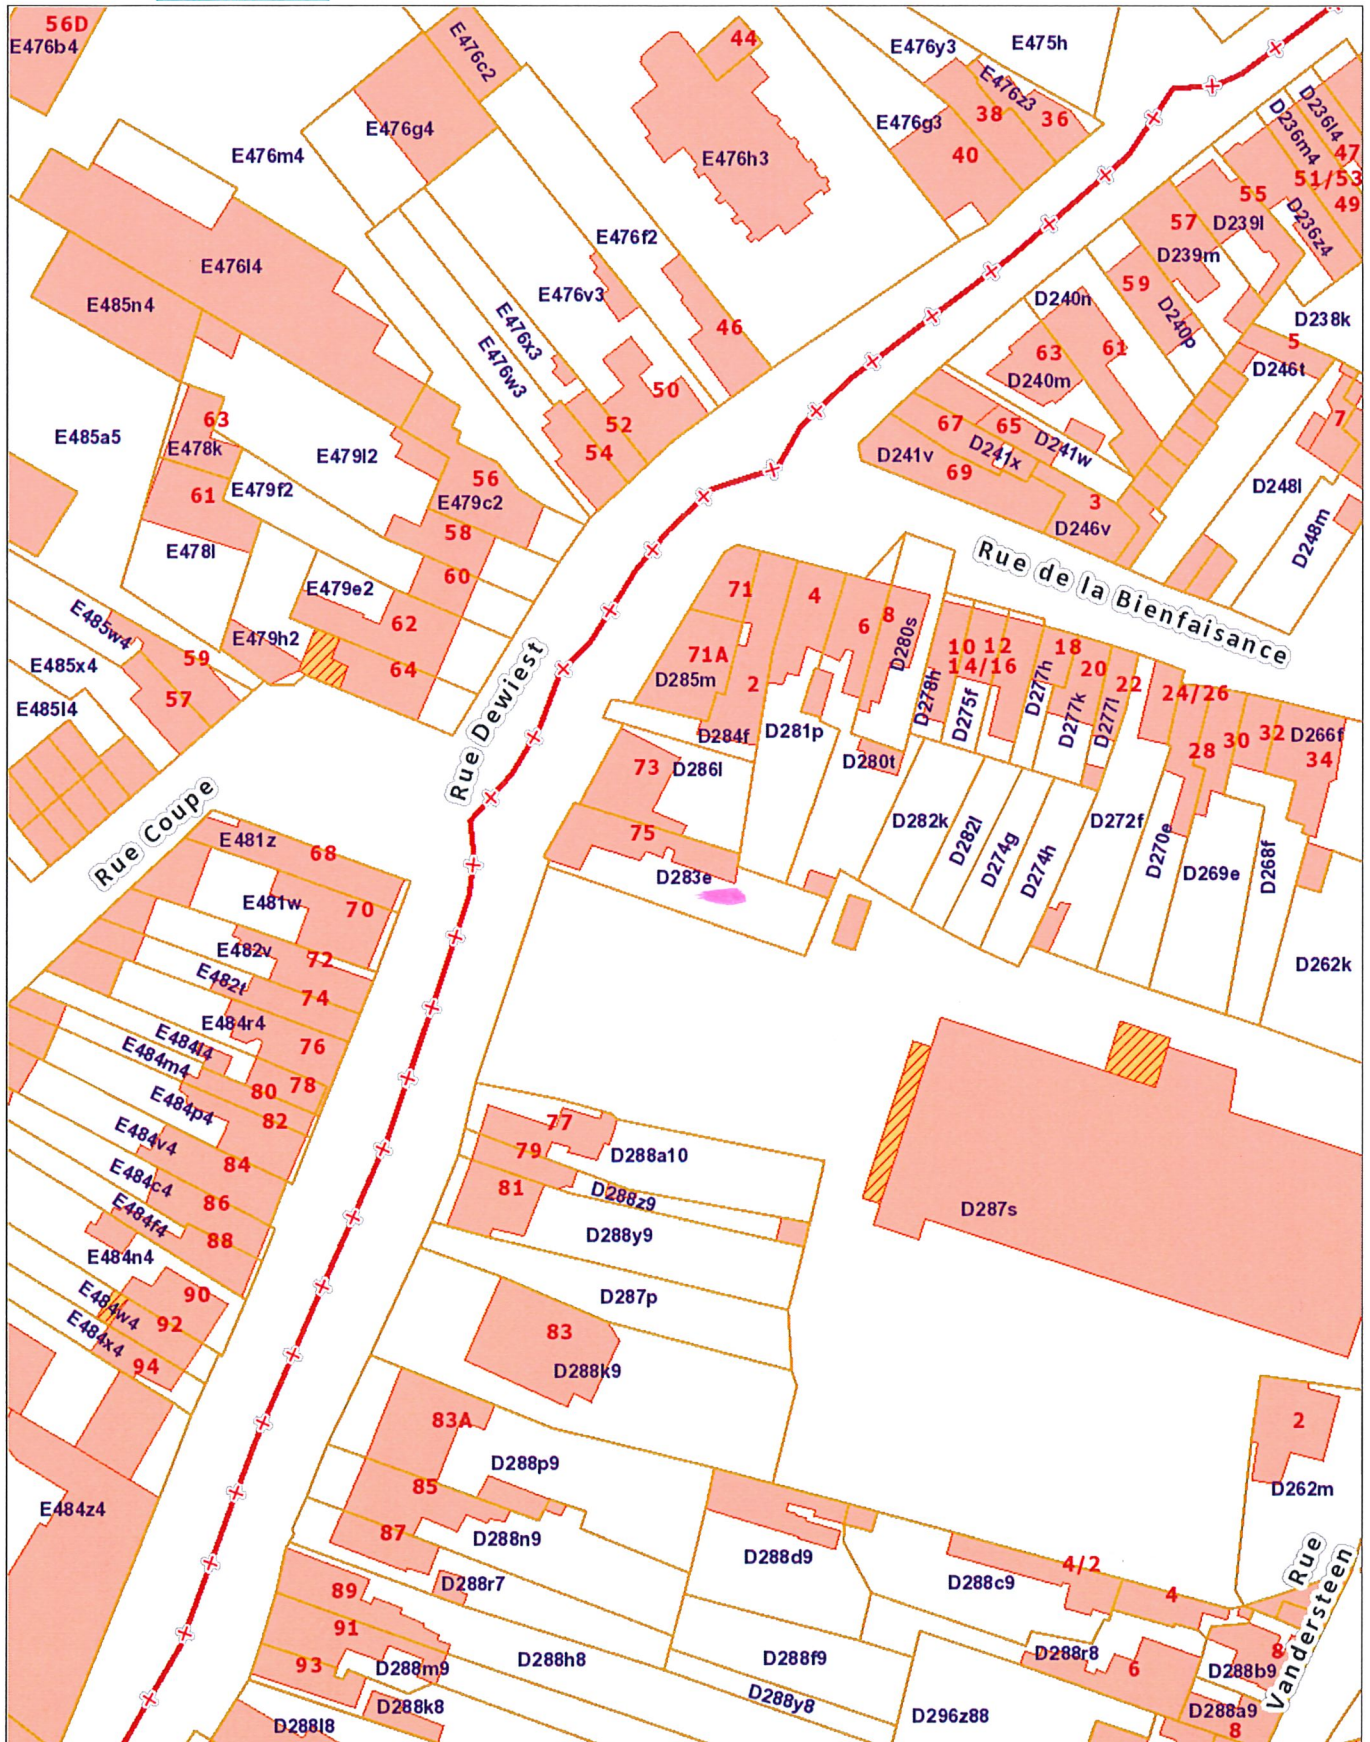 56D
E476b4
E476c2
44
E476y3
E475h
E476z3
38
36
E476g4
E476g3
40
E476h3
E476m4
D236l4
D236m4
47
51/53
49
55
57
D239l
D236z4
D239m
E476f2
E476l4
E485n4
E476v3
46
59
D240n
D240p
D238k
5
D246t
63
61
D240m
E476x3
E476w3
50
52
54
7
67
65
D241w
D241x
D241v
69
3
D246v
D248l
D248m
E485a5
63
E478k
E479l2
61
E479f2
56
E479c2
58
60
E478l
E479e2
62
64
E479h2
E485w4
59
57
E485x4
E485l4
Rue de la Bienfaisance
71
4
6
8
D280s
71A
D285m
2
10
12
14/16
18
20
22
24/26
D278h
D275f
D277h
D277k
D277l
28
30
32
D266f
34
D284f
D281p
D280t
73
D286l
Rue Dewiest
75
D283e
D282k
D282l
D274g
D274h
D272f
D270e
D269e
D268f
D262k
Rue Coupe
E481z
68
E481w
70
E482v
72
E482t
74
E484r4
76
E484l4
E484m4
78
80
82
E484p4
E484v4
84
E484c4
86
E484f4
88
E484n4
90
E484w4
92
E484x4
94
77
79
D288a10
81
D288z9
D288y9
D287s
D287p
83
D288k9
83A
D288p9
85
87
D288n9
E484z4
2
D262m
D288d9
D288c9
4/2
4
Rue
Vandersteen
D288r7
89
91
93
D288m9
D288h8
D288f9
D288r8
6
8
D288b9
D288k8
D288y8
D288l8
D296z88
D288a9
8